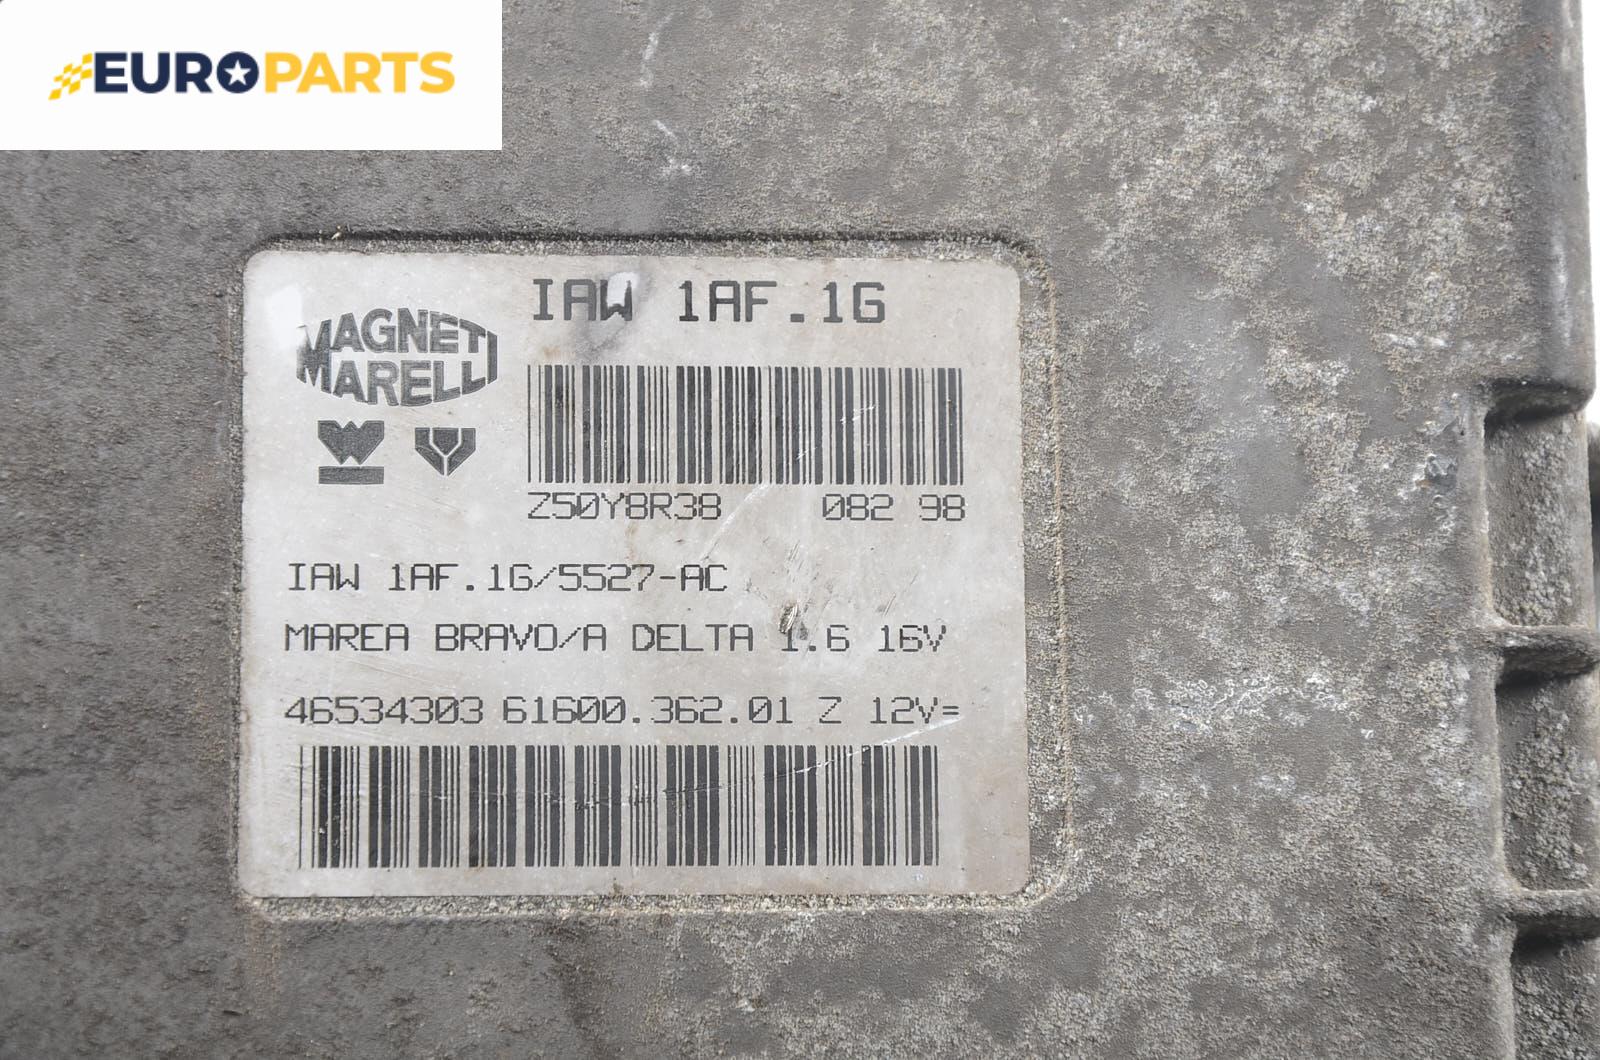 EUROPARTS
IAW 1AF.1G
MAGNETI
MARELLI
Z50Y8R38 082 98
IAW 1AF.1G/5527-AC
MAREA BRAVO/A DELTA 1.6 16V
46534303 61600.362.01 Z 12V=